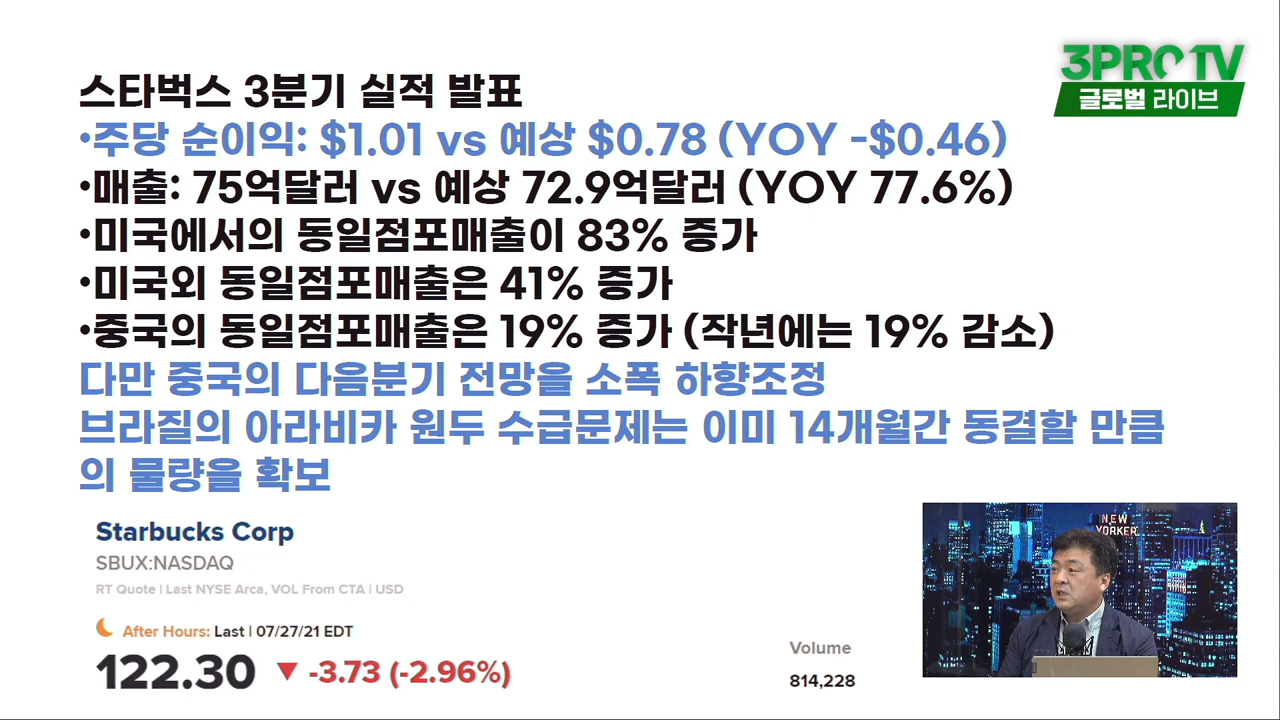 3PRO TV
글로벌 라이브
스타벅스 3분기 실적 발표
•주당 순이익: $1.01 vs 예상 $0.78 (YOY -$0.46)
•매출: 75억달러 vs 예상 72.9억달러 (YOY 77.6%)
•미국에서의 동일점포매출이 83% 증가
•미국외 동일점포매출은 41% 증가
•중국의 동일점포매출은 19% 증가 (작년에는 19% 감소)
다만 중국의 다음분기 전망을 소폭 하향조정
브라질의 아라비카 원두 수급문제는 이미 14개월간 동결할 만큼
의 물량을 확보
Starbucks Corp
SBUX:NASDAQ
RT Quote | Last NYSE Arca, VOL From CTA | USD
After Hours: Last | 07/27/21 EDT
122.30 ▼ -3.73 (-2.96%)
Volume
814,228
NEW
YORKER